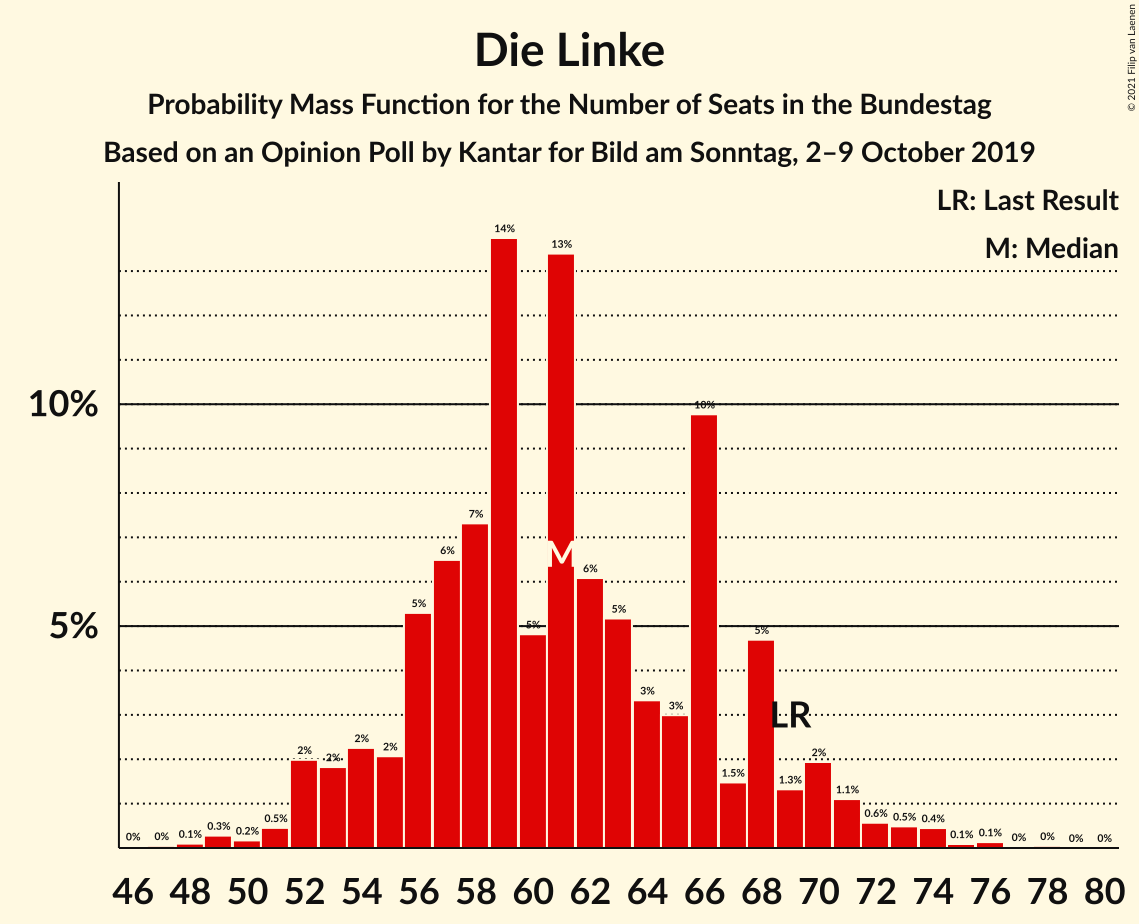 Die Linke
Probability Mass Function for the Number of Seats in the Bundestag
Based on an Opinion Poll by Kantar for Bild am Sonntag, 2–9 October 2019
© 2021 Filip van Laenen
LR: Last Result
M: Median
10%
5%
0% 0% 0.1% 0.3% 0.2% 0.5% 2% 2% 2% 2% 5% 6% 7% 14% 5% 13% 6% 5% 3% 3% 10% 1.5% 5% 1.3% 2% 1.1% 0.6% 0.5% 0.4% 0.1% 0.1% 0% 0% 0% 0%
M
LR
46 48 50 52 54 56 58 60 62 64 66 68 70 72 74 76 78 80